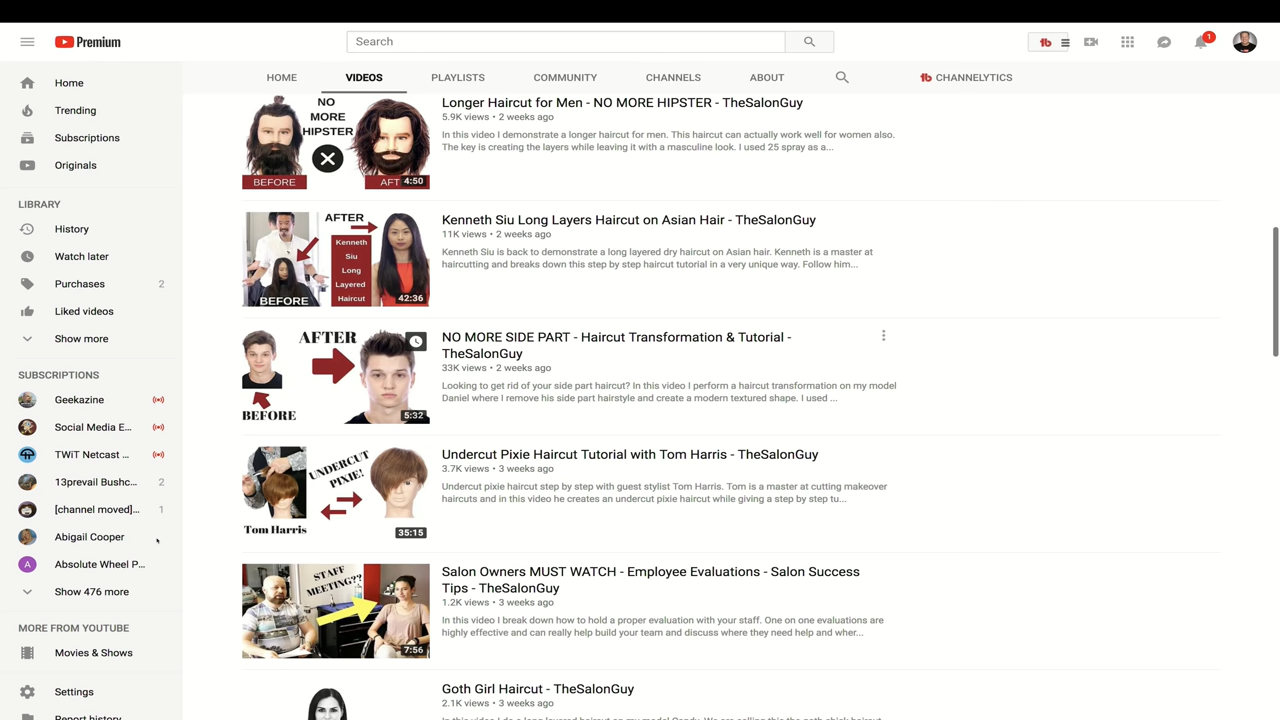 Premium
Search
tb
1
HOME
VIDEOS
PLAYLISTS
COMMUNITY
CHANNELS
ABOUT
tb CHANNELYTICS
Home
Trending
Subscriptions
Originals
LIBRARY
History
Watch later
Purchases 2
Liked videos
Show more
SUBSCRIPTIONS
Geekazine
Social Media E...
TWiT Netcast ...
13prevail Bushc... 2
[channel moved]... 1
Abigail Cooper
A Absolute Wheel P...
Show 476 more
MORE FROM YOUTUBE
Movies & Shows
Settings
Report history
NO
MORE
HIPSTER
BEFORE
AFT
4:50
Longer Haircut for Men - NO MORE HIPSTER - TheSalonGuy
5.9K views • 2 weeks ago
In this video I demonstrate a longer haircut for men. This haircut can actually work well for women also.
The key is creating the layers while leaving it with a masculine look. I used 25 spray as a...
AFTER
Kenneth
Siu
Long
Layered
Haircut
BEFORE
42:36
Kenneth Siu Long Layers Haircut on Asian Hair - TheSalonGuy
11K views • 2 weeks ago
Kenneth Siu is back to demonstrate a long layered dry haircut on Asian hair. Kenneth is a master at
haircutting and breaks down this step by step haircut tutorial in a very unique way. Follow him...
AFTER
BEFORE
5:32
NO MORE SIDE PART - Haircut Transformation & Tutorial -
TheSalonGuy
33K views • 2 weeks ago
Looking to get rid of your side part haircut? In this video I perform a haircut transformation on my model
Daniel where I remove his side part hairstyle and create a modern textured shape. I used ...
UNDERCUT
PIXIE!
Tom Harris
35:15
Undercut Pixie Haircut Tutorial with Tom Harris - TheSalonGuy
3.7K views • 3 weeks ago
Undercut pixie haircut step by step with guest stylist Tom Harris. Tom is a master at cutting makeover
haircuts and in this video he creates an undercut pixie haircut while giving a step by step tu...
STAFF
MEETING??
7:56
Salon Owners MUST WATCH - Employee Evaluations - Salon Success
Tips - TheSalonGuy
1.2K views • 3 weeks ago
In this video I break down how to hold a proper evaluation with your staff. One on one evaluations are
highly effective and can really help build your team and discuss where they need help and wher...
Goth Girl Haircut - TheSalonGuy
2.1K views • 3 weeks ago